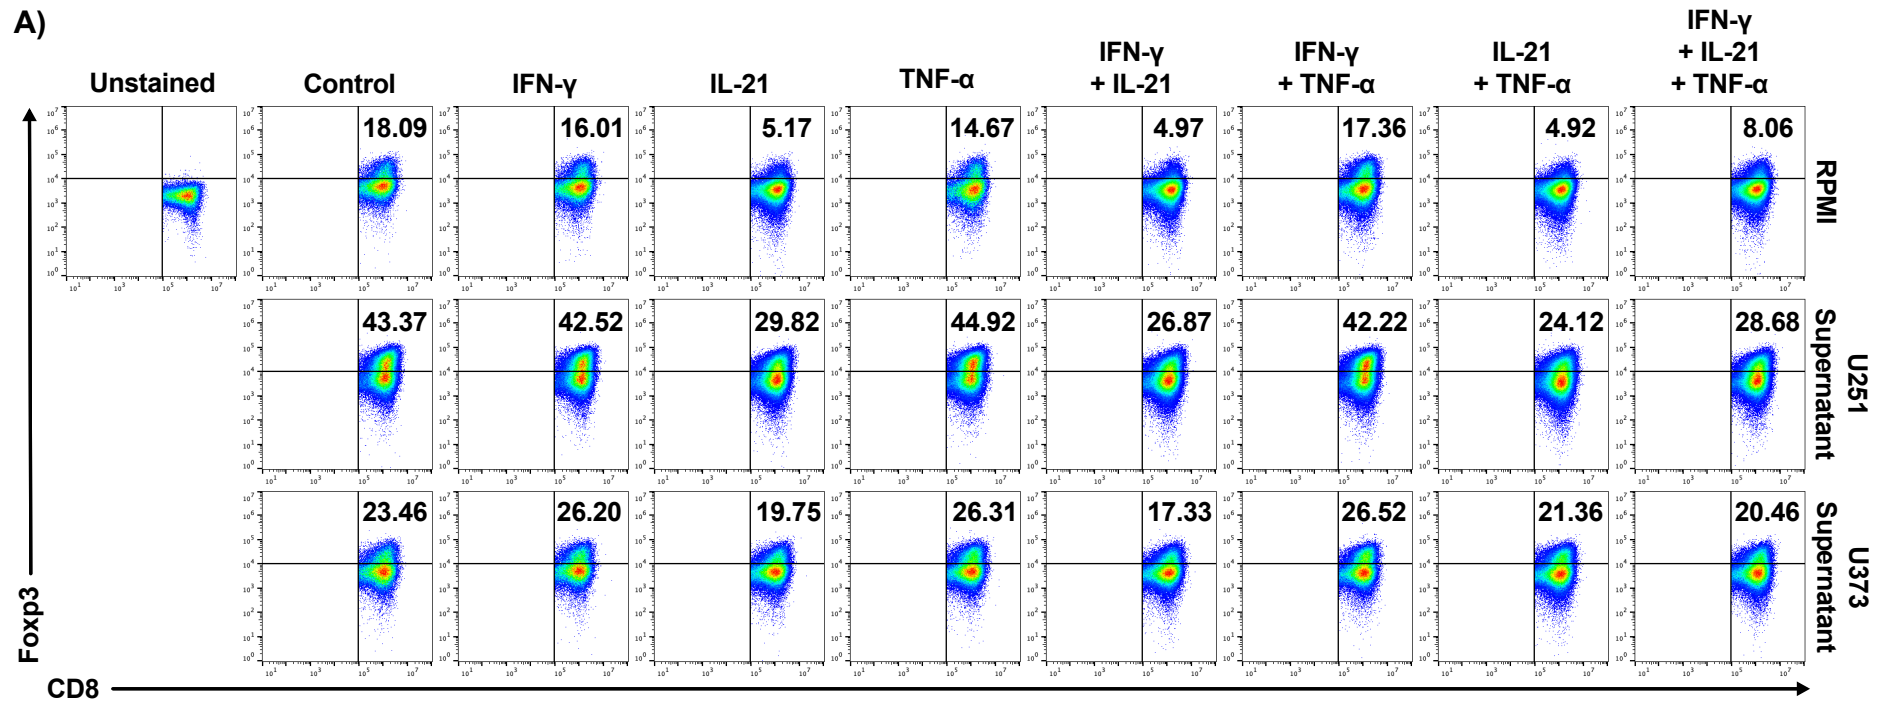 A)
Unstained
Control
IFN-γ
IL-21
TNF-α
IFN-γ
+ IL-21
IFN-γ
+ TNF-α
IL-21
+ TNF-α
IFN-γ
+ IL-21
+ TNF-α
18.09
16.01
5.17
14.67
4.97
17.36
4.92
8.06
RPMI
43.37
42.52
29.82
44.92
26.87
42.22
24.12
28.68
U251
Supernatant
23.46
26.20
19.75
26.31
17.33
26.52
21.36
20.46
U373
Supernatant
Foxp3
CD8